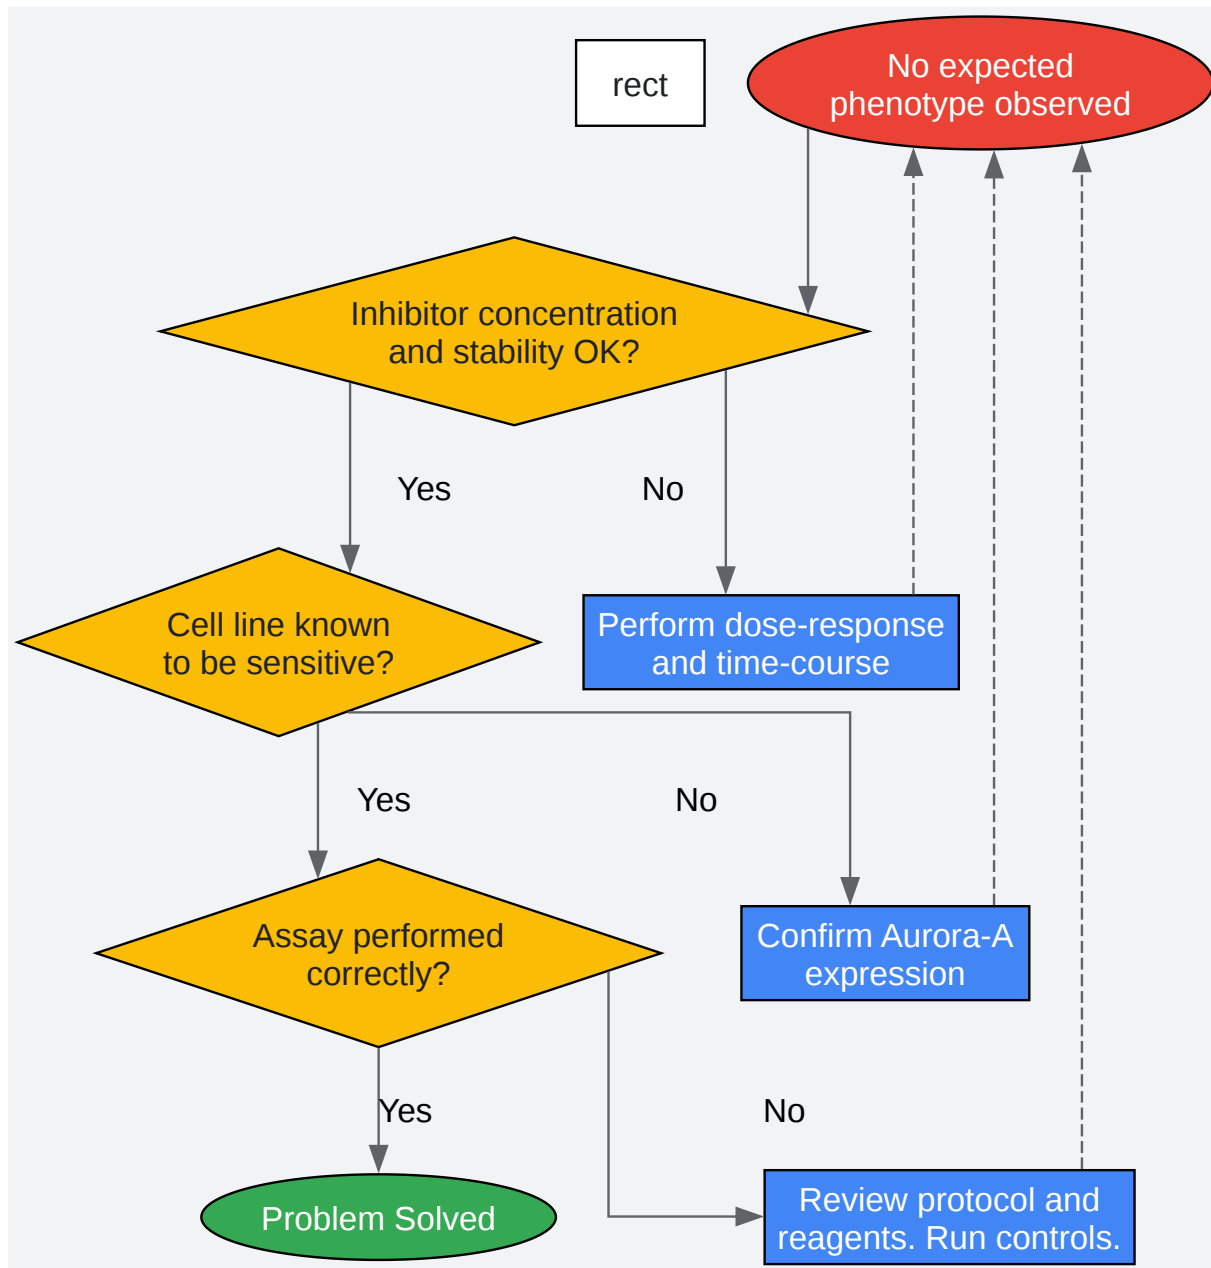 rect
No expected
phenotype observed
Inhibitor concentration
and stability OK?
Yes
No
Cell line known
to be sensitive?
Perform dose-response
and time-course
Yes
No
Assay performed
correctly?
Confirm Aurora-A
expression
Yes
No
Problem Solved
Review protocol and
reagents. Run controls.